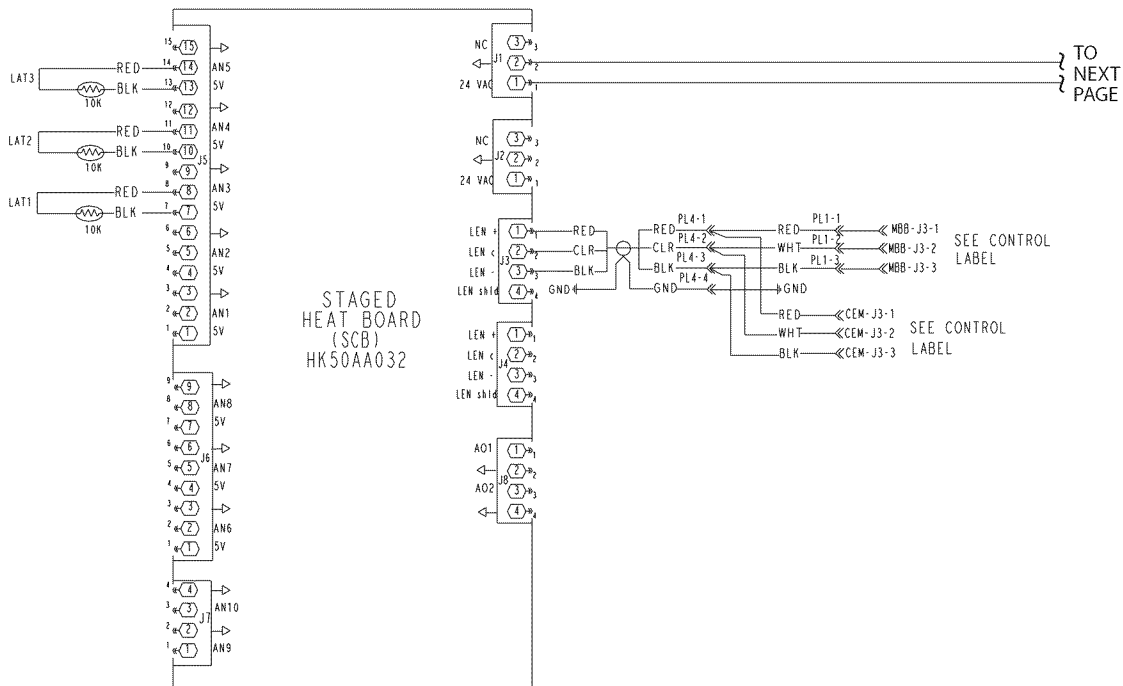 NC 3 3
J1
2 2
24 VAC 1 1
TO
NEXT
PAGE
NC 3 3
J2 2 2
24 VAC 1 1
15 15
14 14 AN5
13 13 5V
12 12
11 11 AN4
10 10 5V
J5
9 9
8 8 AN3
7 7 5V
6 6
5 5 AN2
4 4 5V
3 3
2 2 AN1
1 1 5V
LAT3 RED
BLK
10K
LAT2 RED
BLK
10K
LAT1 RED
BLK
10K
STAGED
HEAT BOARD
(SCB)
HK50AA032
LEN + 1 1 RED
LEN c 2 2 CLR
J3
LEN - 3 3 BLK
LEN shld 4 4 GND
RED PL4-1 RED PL1-1 MBB-J3-1
CLR PL4-2 WHT PL1-2 MBB-J3-2
BLK PL4-3 BLK PL1-3 MBB-J3-3
GND PL4-4 GND
SEE CONTROL
LABEL
RED CEM-J3-1
WHT CEM-J3-2
BLK CEM-J3-3
SEE CONTROL
LABEL
LEN + 1 1
LEN c 2 2
J4
LEN - 3 3
LEN shld 4 4
9 9
8 8 AN8
7 7 5V
6 6
J6
5 5 AN7
4 4 5V
3 3
2 2 AN6
1 1 5V
AO1 1 1
2 2
J8
AO2 3 3
4 4
4 4
3 3 AN10
J7
2 2
1 1 AN9